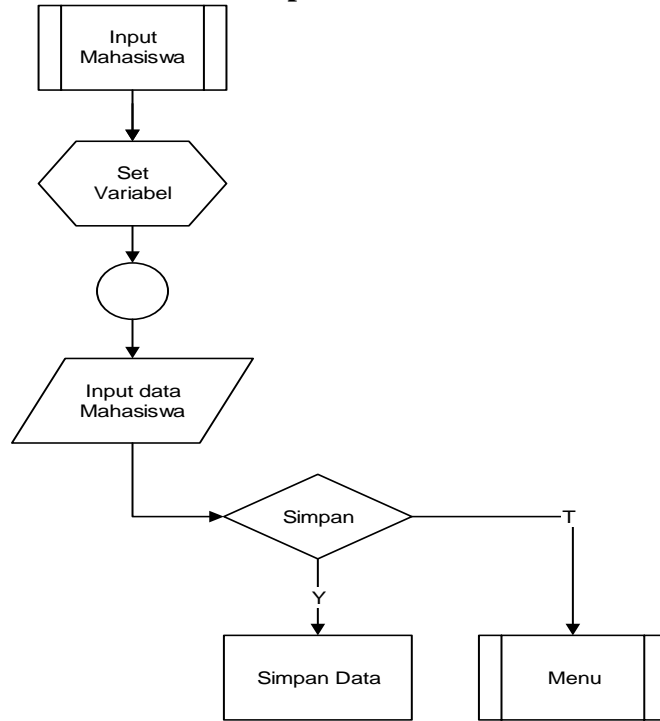 Input
Mahasiswa
Set
Variabel
Input data
Mahasiswa
Simpan
T
Y
Simpan Data
Menu